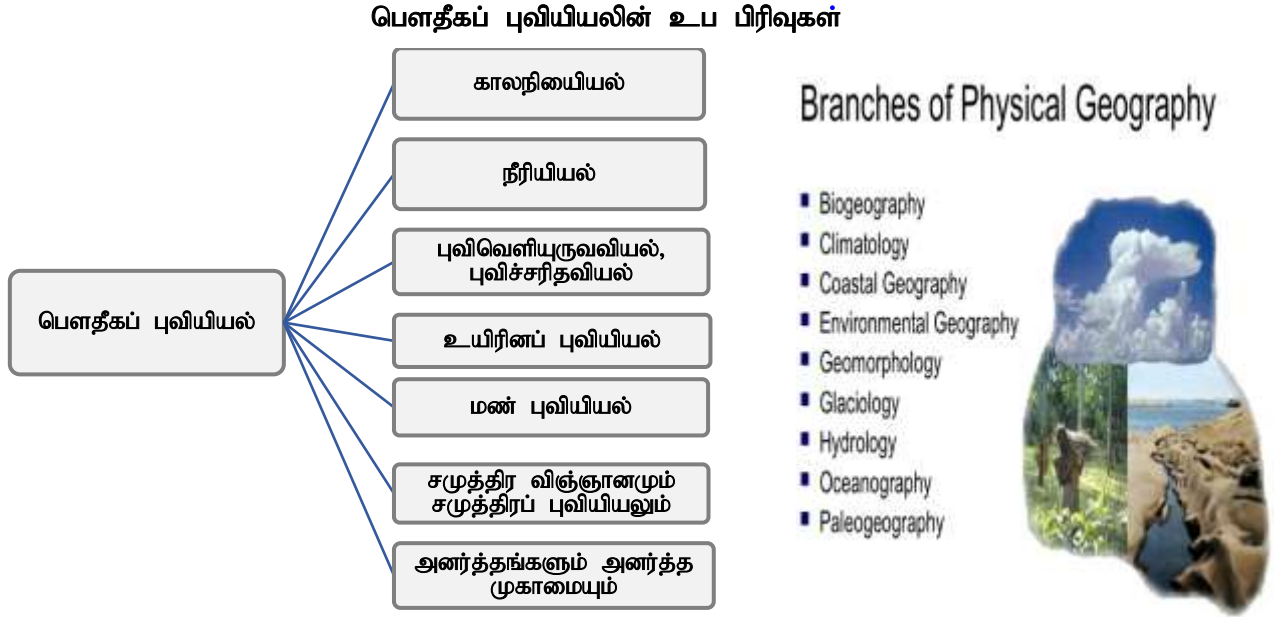 பௌதீகப் புவியியலின் உப பிரிவுகள்
காலநியியல்
நீரியியல்
புவிவெளியுருவவியல்,
புவிச்சரிதவியல்
உயிரினப் புவியியல்
பௌதீகப் புவியியல்
மண் புவியியல்
சமுத்திர விஞ்ஞானமும்
சமுத்திரப் புவியியலும்
அனர்த்தங்களும் அனர்த்த
முகாமையும்
Branches of Physical Geography
Biogeography
Climatology
Coastal Geography
Environmental Geography
Geomorphology
Glaciology
Hydrology
Oceanography
Paleogeography